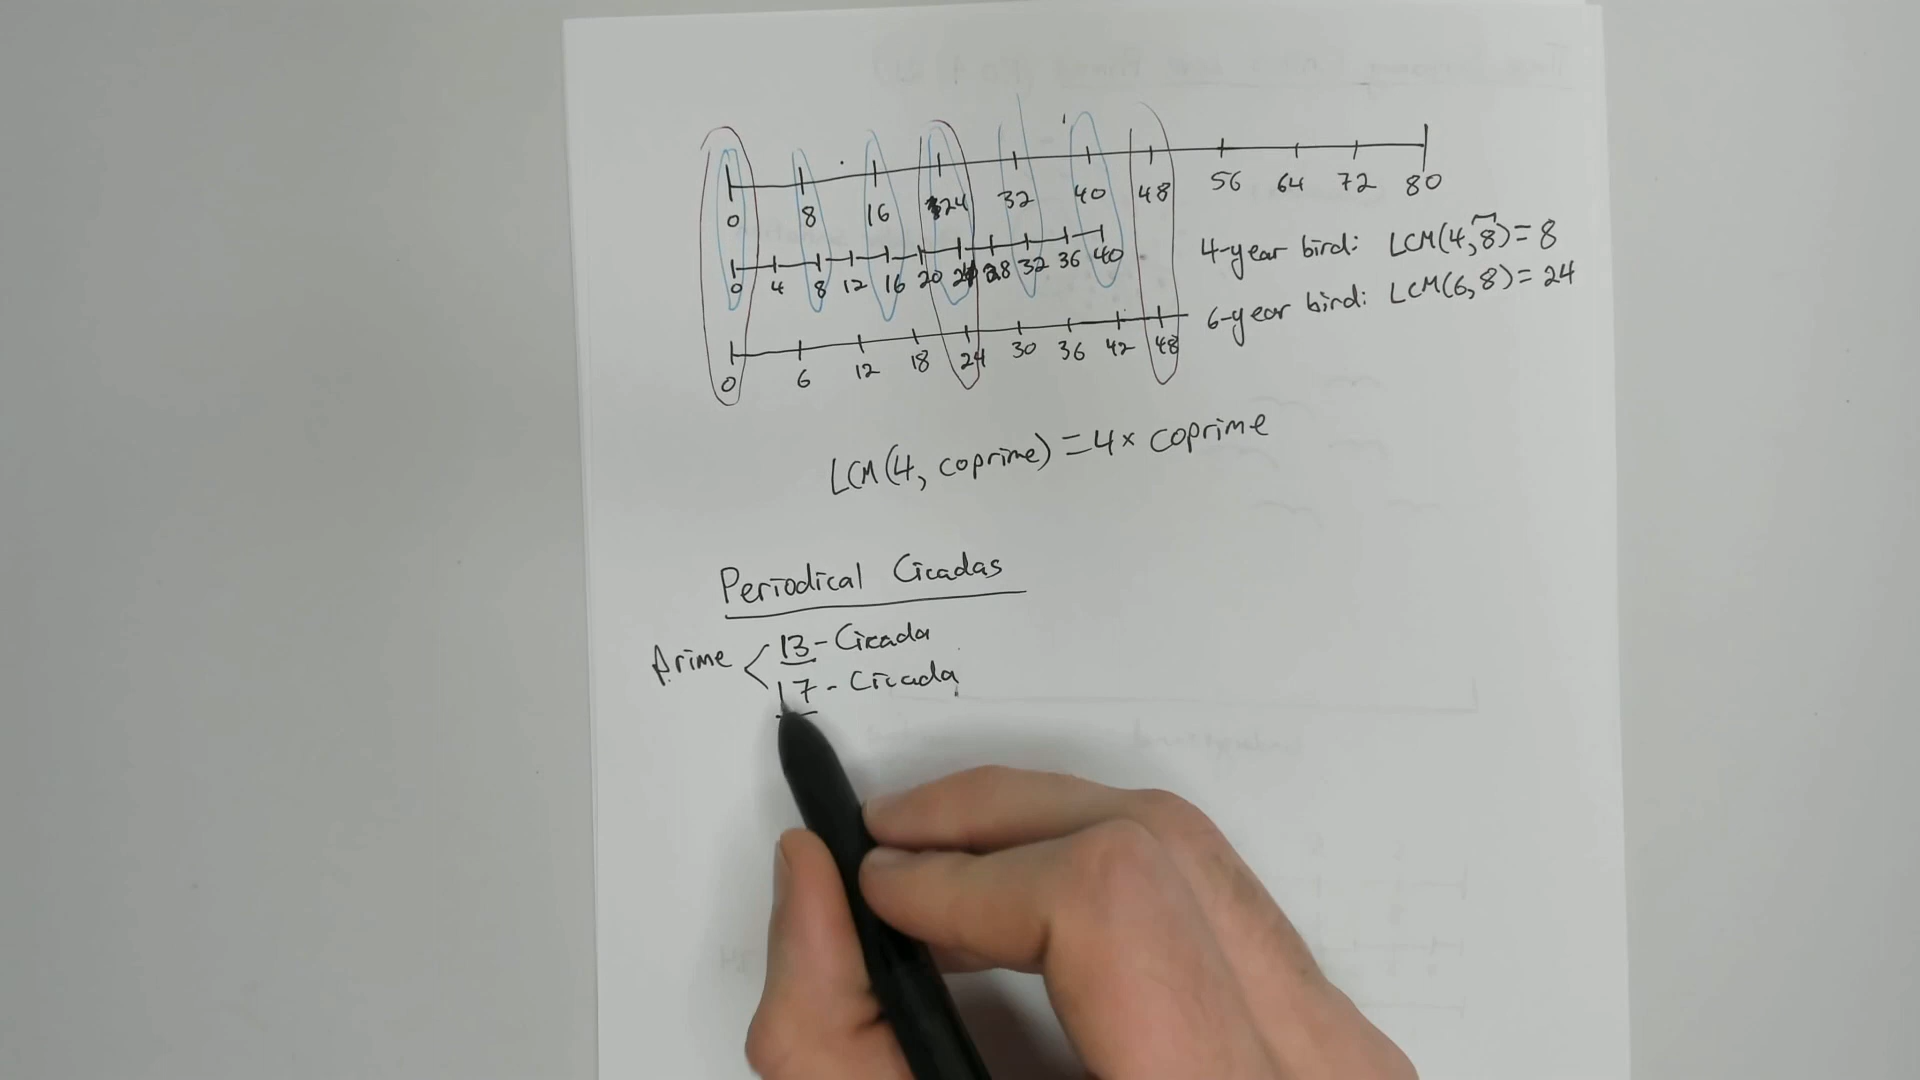 0 8 16 24 32 40 48 56 64 72 80
0 4 8 12 16 20 24 28 32 36 40
4-year bird: LCM(4,8)=8
6-year bird: LCM(6,8)=24
0 6 12 18 24 30 36 42 48
LCM(4, coprime) = 4 × coprime
Periodical Cicadas
Prime < 13 - Cicada
17 - Cicada